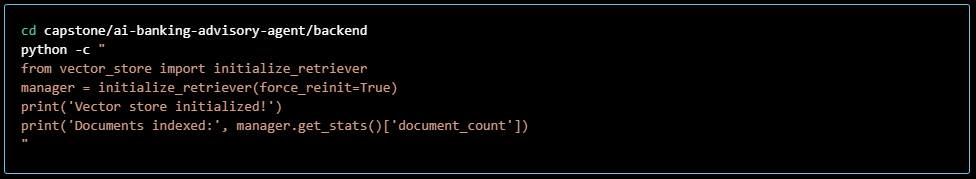 cd capstone/ai-banking-advisory-agent/backend
python -c "
from vector_store import initialize_retriever
manager = initialize_retriever(force_reinit=True)
print('Vector store initialized!')
print('Documents indexed:', manager.get_stats()['document_count'])
"